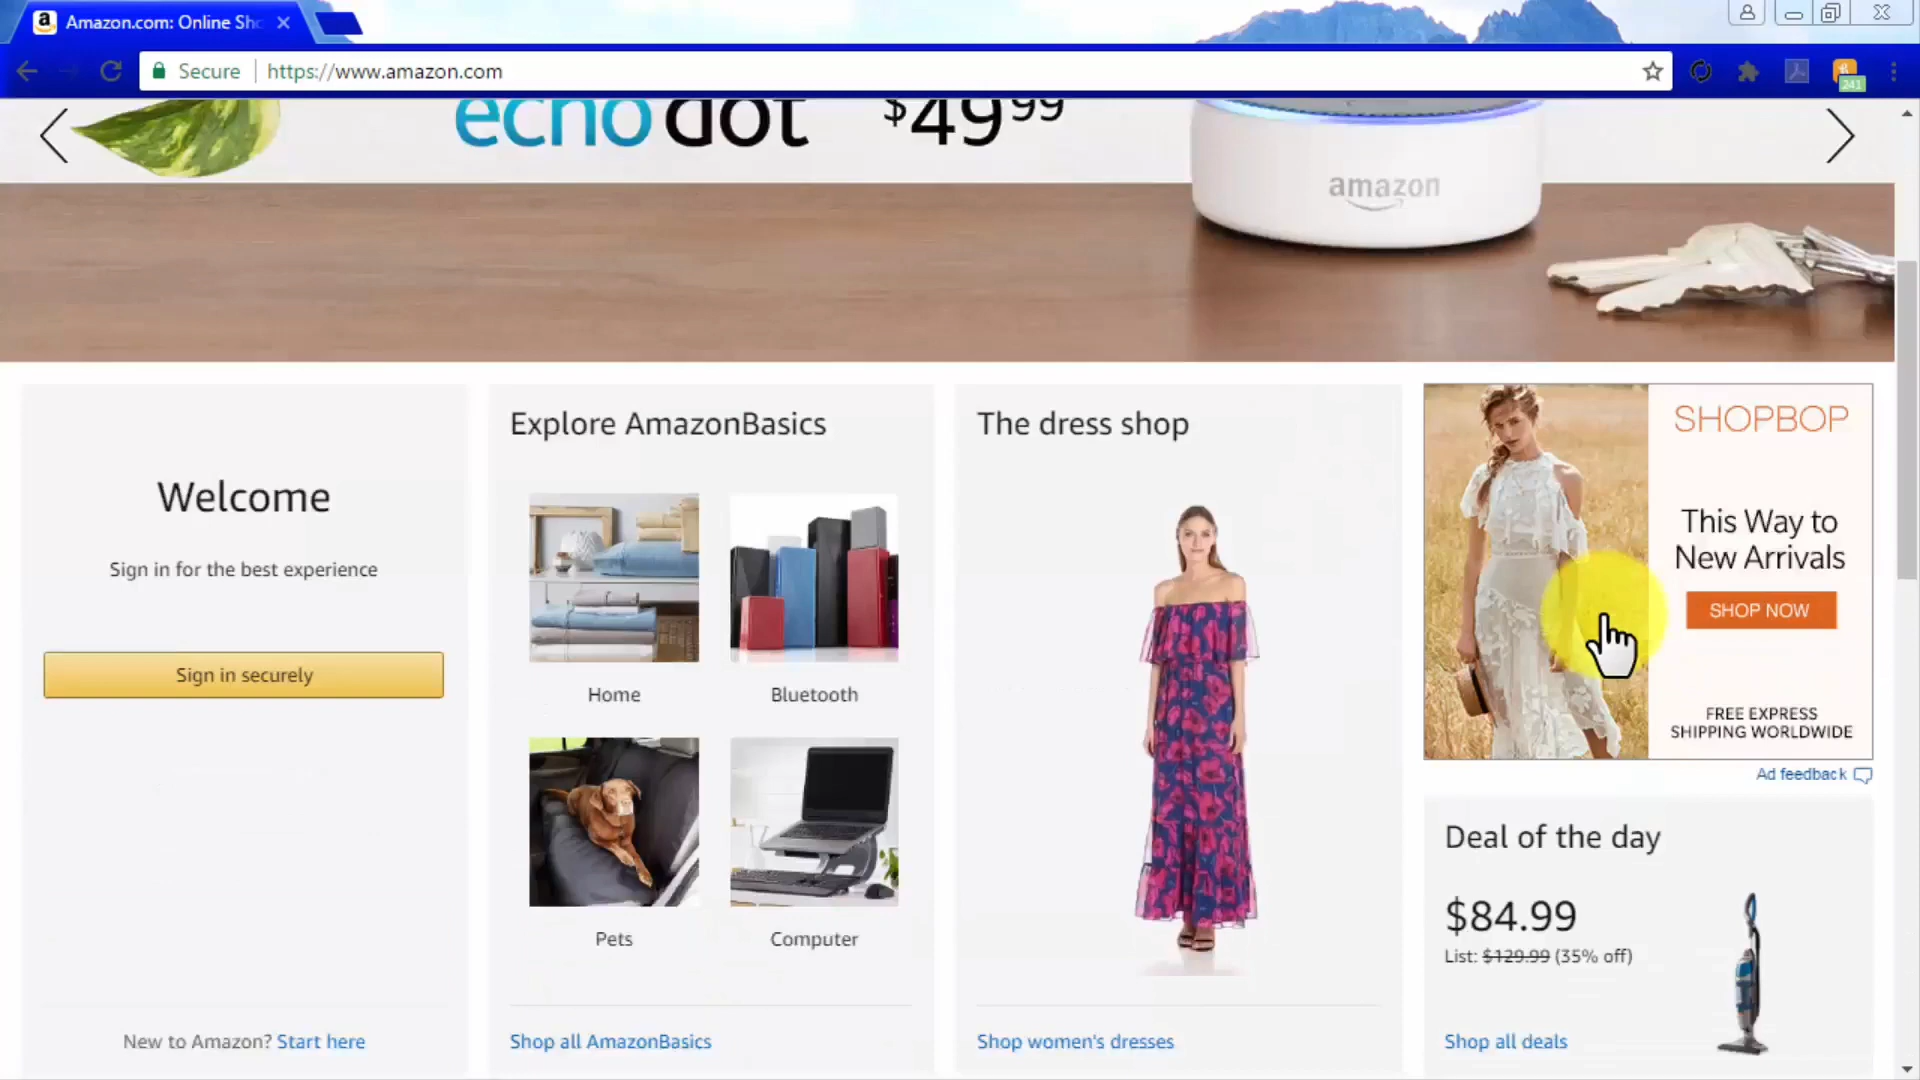 Amazon.com: Online Sho
Secure
https://www.amazon.com
241
echo dot $49.99
amazon
Explore AmazonBasics
The dress shop
SHOPBOP
Welcome
This Way to
New Arrivals
Sign in for the best experience
SHOP NOW
Sign in securely
Home
Bluetooth
FREE EXPRESS
SHIPPING WORLDWIDE
Ad feedback
Deal of the day
$84.99
Pets
Computer
List: $129.99 (35% off)
New to Amazon? Start here
Shop all AmazonBasics
Shop women's dresses
Shop all deals